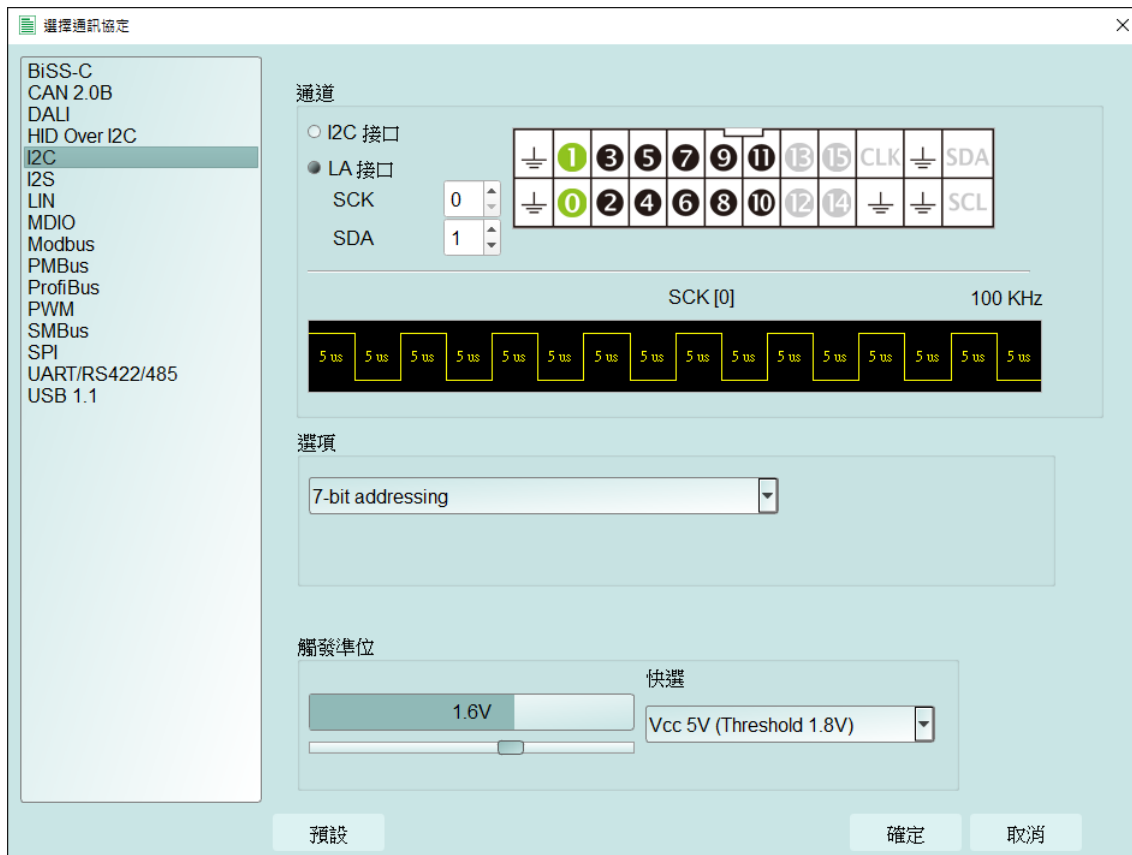 選擇通訊協定
BiSS-C
CAN 2.0B
DALI
HID Over I2C
I2C
I2S
LIN
MDIO
Modbus
PMBus
ProfiBus
PWM
SMBus
SPI
UART/RS422/485
USB 1.1
通道
I2C 接口
LA 接口
SCK 0
SDA 1
1 3 5 7 9 11 13 15 CLK SDA
0 2 4 6 8 10 12 14 SCL
SCK [0] 100 KHz
5 us 5 us 5 us 5 us 5 us 5 us 5 us 5 us 5 us 5 us 5 us 5 us 5 us 5 us 5 us 5 us
選項
7-bit addressing
觸發準位
快選
1.6V
Vcc 5V (Threshold 1.8V)
預設 確定 取消